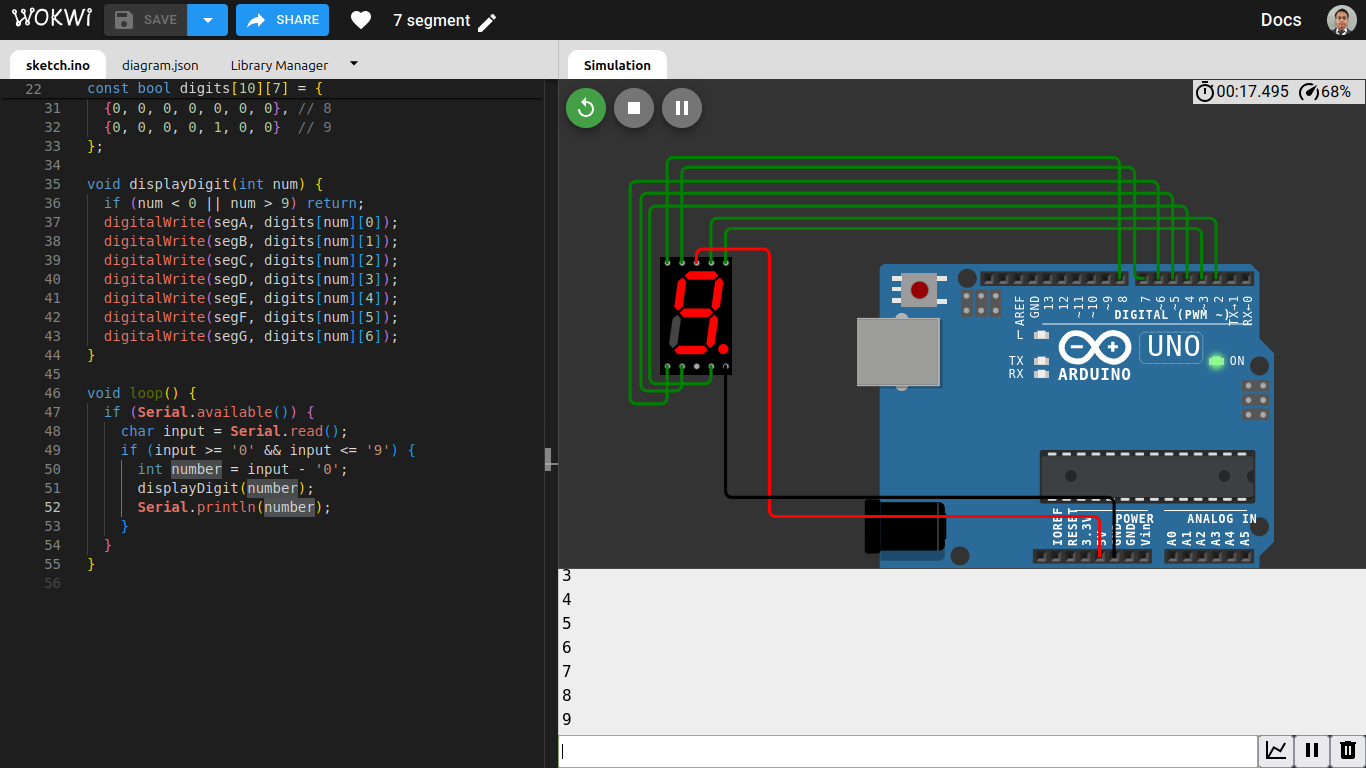 WOKWI SAVE SHARE 7 segment Docs
sketch.ino diagram.json Library Manager Simulation
22 const bool digits[10][7] = {
31 {0, 0, 0, 0, 0, 0, 0}, // 8
32 {0, 0, 0, 0, 1, 0, 0} // 9
33 };
34
35 void displayDigit(int num) {
36 if (num < 0 || num > 9) return;
37 digitalWrite(segA, digits[num][0]);
38 digitalWrite(segB, digits[num][1]);
39 digitalWrite(segC, digits[num][2]);
40 digitalWrite(segD, digits[num][3]);
41 digitalWrite(segE, digits[num][4]);
42 digitalWrite(segF, digits[num][5]);
43 digitalWrite(segG, digits[num][6]);
44 }
45
46 void loop() {
47 if (Serial.available()) {
48 char input = Serial.read();
49 if (input >= '0' && input <= '9') {
50 int number = input - '0';
51 displayDigit(number);
52 Serial.println(number);
53 }
54 }
55 }
56
00:17.495 68%
9.
AREF GND 13 12 ~11 ~10 ~9 8 7 ~6 ~5 4 ~3 2 TX→1 RX←0
DIGITAL (PWM ~)
L
TX
RX
UNO
ON
ARDUINO
IOREF RESET 3.3V 5V GND GND Vin
POWER
ANALOG IN
A0 A1 A2 A3 A4 A5
3
4
5
6
7
8
9